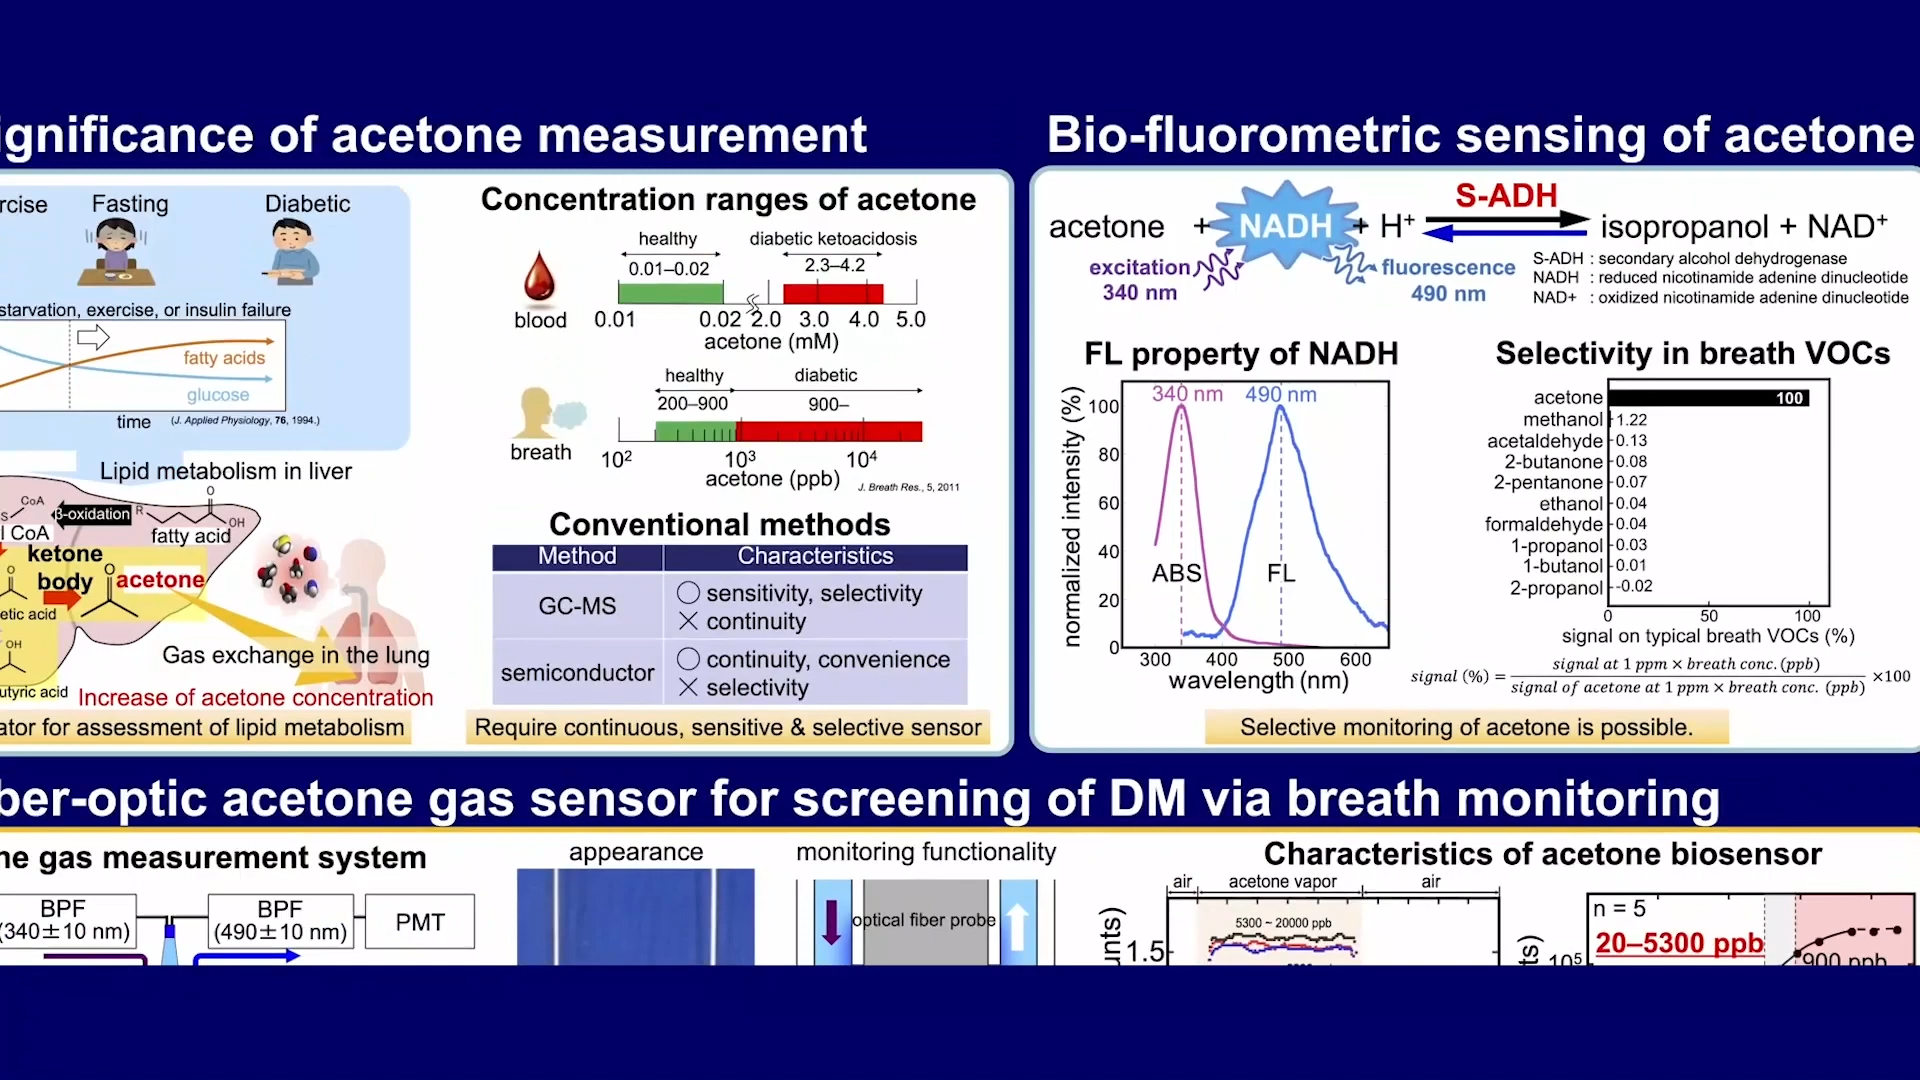 ignificance of acetone measurement
rcise Fasting Diabetic
starvation, exercise, or insulin failure
fatty acids
glucose
time (J. Applied Physiology, 76, 1994.)
Lipid metabolism in liver
CoA
β-oxidation
R
O
OH
S
l CoA
fatty acid
ketone
body
O
acetone
O
etic acid
OH
Gas exchange in the lung
utyric acid
Increase of acetone concentration
ator for assessment of lipid metabolism
Concentration ranges of acetone
healthy diabetic ketoacidosis
0.01–0.02 2.3–4.2
blood
0.01 0.02 2.0 3.0 4.0 5.0
acetone (mM)
healthy diabetic
200–900 900–
breath
10² 10³ 10⁴
acetone (ppb)
J. Breath Res., 5, 2011
Conventional methods
Method Characteristics
GC-MS
◯ sensitivity, selectivity
× continuity
semiconductor
◯ continuity, convenience
× selectivity
Require continuous, sensitive & selective sensor
Bio-fluorometric sensing of acetone
S-ADH
acetone + NADH + H⁺ isopropanol + NAD⁺
excitation
340 nm
fluorescence
490 nm
S-ADH : secondary alcohol dehydrogenase
NADH : reduced nicotinamide adenine dinucleotide
NAD+ : oxidized nicotinamide adenine dinucleotide
FL property of NADH
340 nm 490 nm
normalized intensity (%)
100
80
60
40
20
0
ABS FL
300 400 500 600
wavelength (nm)
Selectivity in breath VOCs
acetone 100
methanol 1.22
acetaldehyde 0.13
2-butanone 0.08
2-pentanone 0.07
ethanol 0.04
formaldehyde 0.04
1-propanol 0.03
1-butanol 0.01
2-propanol -0.02
0 50 100
signal on typical breath VOCs (%)
signal (%) = signal at 1 ppm × breath conc. (ppb) / signal of acetone at 1 ppm × breath conc. (ppb) ×100
Selective monitoring of acetone is possible.
ber-optic acetone gas sensor for screening of DM via breath monitoring
ne gas measurement system
BPF
(340±10 nm)
BPF
(490±10 nm)
PMT
appearance
monitoring functionality
optical fiber probe
Characteristics of acetone biosensor
air acetone vapor air
5300 ~ 20000 ppb
unts)
1.5
n = 5
20–5300 ppb
900 ppb
ts)
10⁵